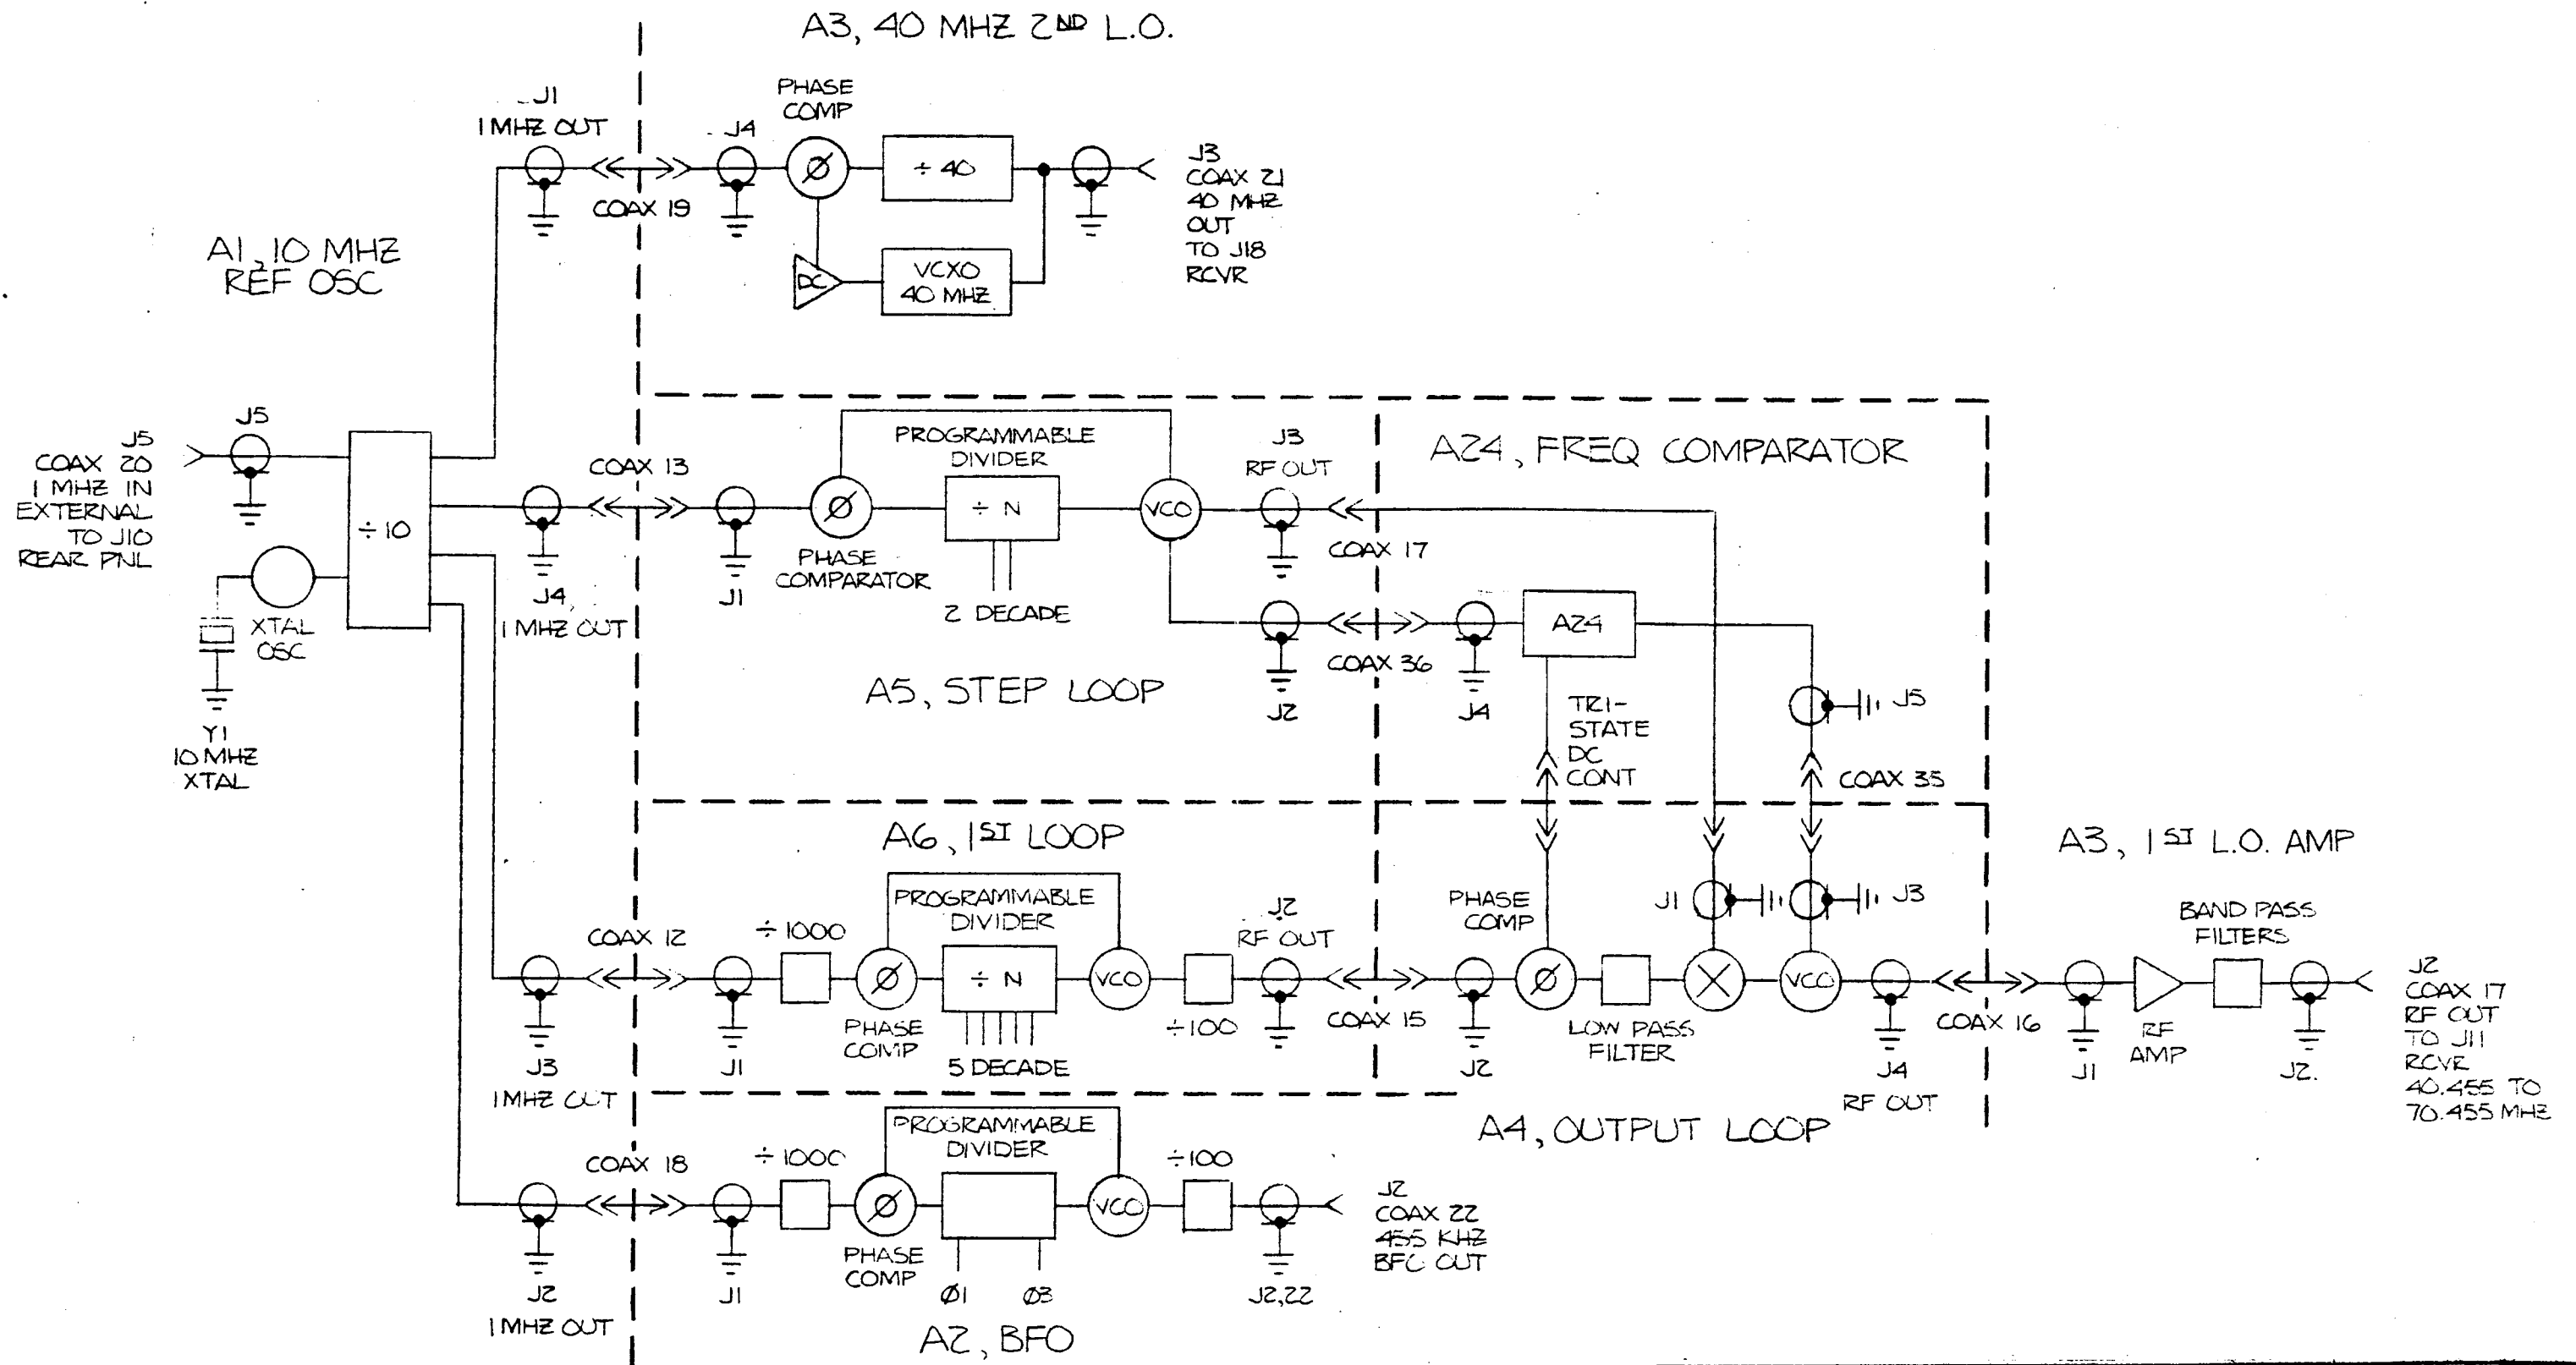 A3, 40 MHZ 2ND L.O.
J1
1 MHZ OUT
COAX 19
J4
PHASE
COMP
Ø
÷ 40
DC
VCXO
40 MHZ
J3
COAX 21
40 MHZ
OUT
TO J18
RCVR
A1, 10 MHZ
REF OSC
J5
COAX 20
1 MHZ IN
EXTERNAL
TO J10
REAR PNL
J5
÷ 10
XTAL
OSC
Y1
10 MHZ
XTAL
J4
1 MHZ OUT
COAX 13
J1
Ø
PHASE
COMPARATOR
PROGRAMMABLE
DIVIDER
÷ N
2 DECADE
VCO
J3
RF OUT
COAX 17
J2
COAX 36
A5, STEP LOOP
A24, FREQ COMPARATOR
J4
A24
TRI-
STATE
DC
CONT
J5
COAX 35
A6, 1ST LOOP
J3
1 MHZ OUT
COAX 12
J1
÷ 1000
Ø
PHASE
COMP
PROGRAMMABLE
DIVIDER
÷ N
5 DECADE
VCO
÷100
J2
RF OUT
COAX 15
J2
PHASE
COMP
Ø
LOW PASS
FILTER
J1
J3
VCO
J4
RF OUT
COAX 16
A4, OUTPUT LOOP
A3, 1ST L.O. AMP
J1
RF
AMP
BAND PASS
FILTERS
J2.
J2
COAX 17
RF OUT
TO J11
RCVR
40.455 TO
70.455 MHZ
J2
1 MHZ OUT
COAX 18
J1
÷ 1000
Ø
PHASE
COMP
PROGRAMMABLE
DIVIDER
Ø1
Ø3
VCO
÷100
J2,22
J2
COAX 22
455 KHZ
BFO OUT
A2, BFO